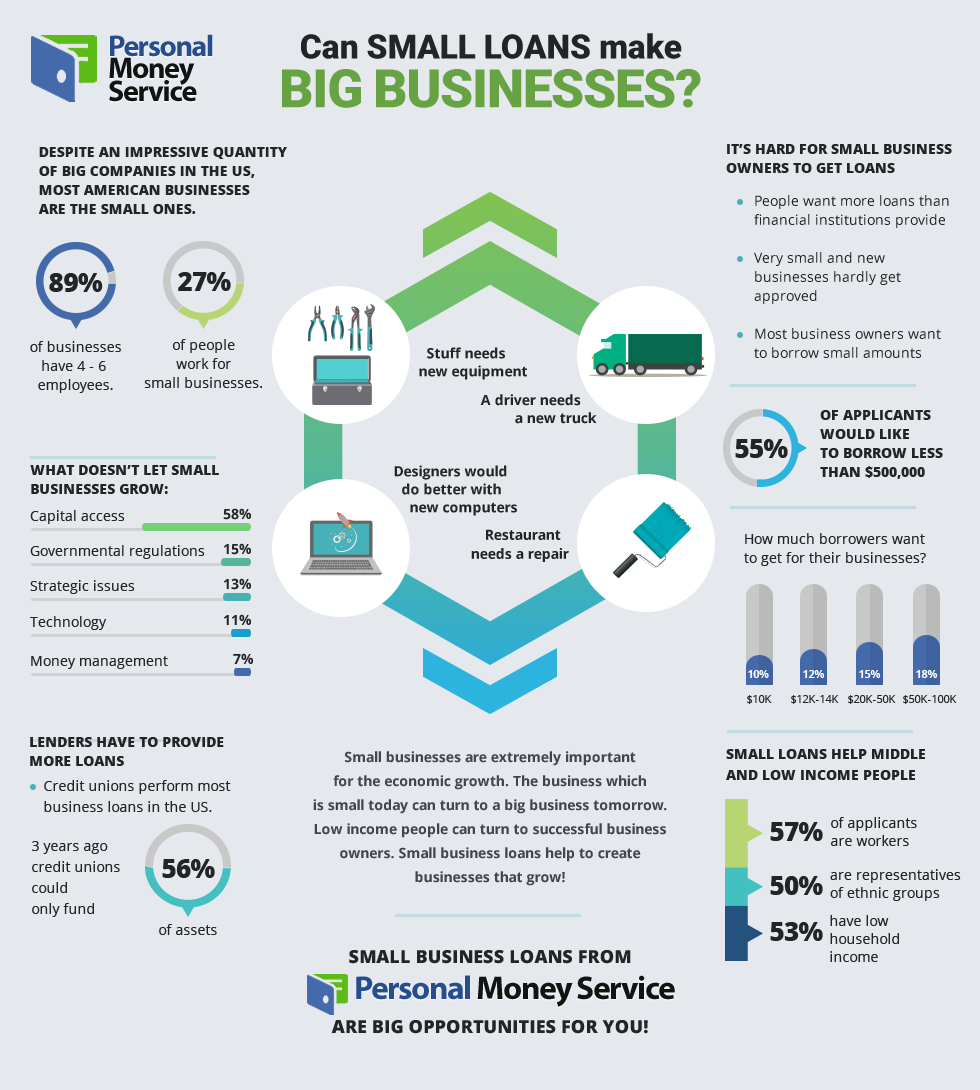 Personal
Money
Service
Can SMALL LOANS make
BIG BUSINESSES?
DESPITE AN IMPRESSIVE QUANTITY
OF BIG COMPANIES IN THE US,
MOST AMERICAN BUSINESSES
ARE THE SMALL ONES.
89%
of businesses
have 4 - 6
employees.
27%
of people
work for
small businesses.
WHAT DOESN'T LET SMALL
BUSINESSES GROW:
Capital access 58%
Governmental regulations 15%
Strategic issues 13%
Technology 11%
Money management 7%
LENDERS HAVE TO PROVIDE
MORE LOANS
• Credit unions perform most
business loans in the US.
3 years ago
credit unions
could
only fund
56%
of assets
Stuff needs
new equipment
A driver needs
a new truck
Designers would
do better with
new computers
Restaurant
needs a repair
Small businesses are extremely important
for the economic growth. The business which
is small today can turn to a big business tomorrow.
Low income people can turn to successful business
owners. Small business loans help to create
businesses that grow!
SMALL BUSINESS LOANS FROM
Personal Money Service
ARE BIG OPPORTUNITIES FOR YOU!
IT'S HARD FOR SMALL BUSINESS
OWNERS TO GET LOANS
• People want more loans than
financial institutions provide
• Very small and new
businesses hardly get
approved
• Most business owners want
to borrow small amounts
55%
OF APPLICANTS
WOULD LIKE
TO BORROW LESS
THAN $500,000
How much borrowers want
to get for their businesses?
10% 12% 15% 18%
$10K $12K-14K $20K-50K $50K-100K
SMALL LOANS HELP MIDDLE
AND LOW INCOME PEOPLE
57%
of applicants
are workers
50%
are representatives
of ethnic groups
53%
have low
household
income